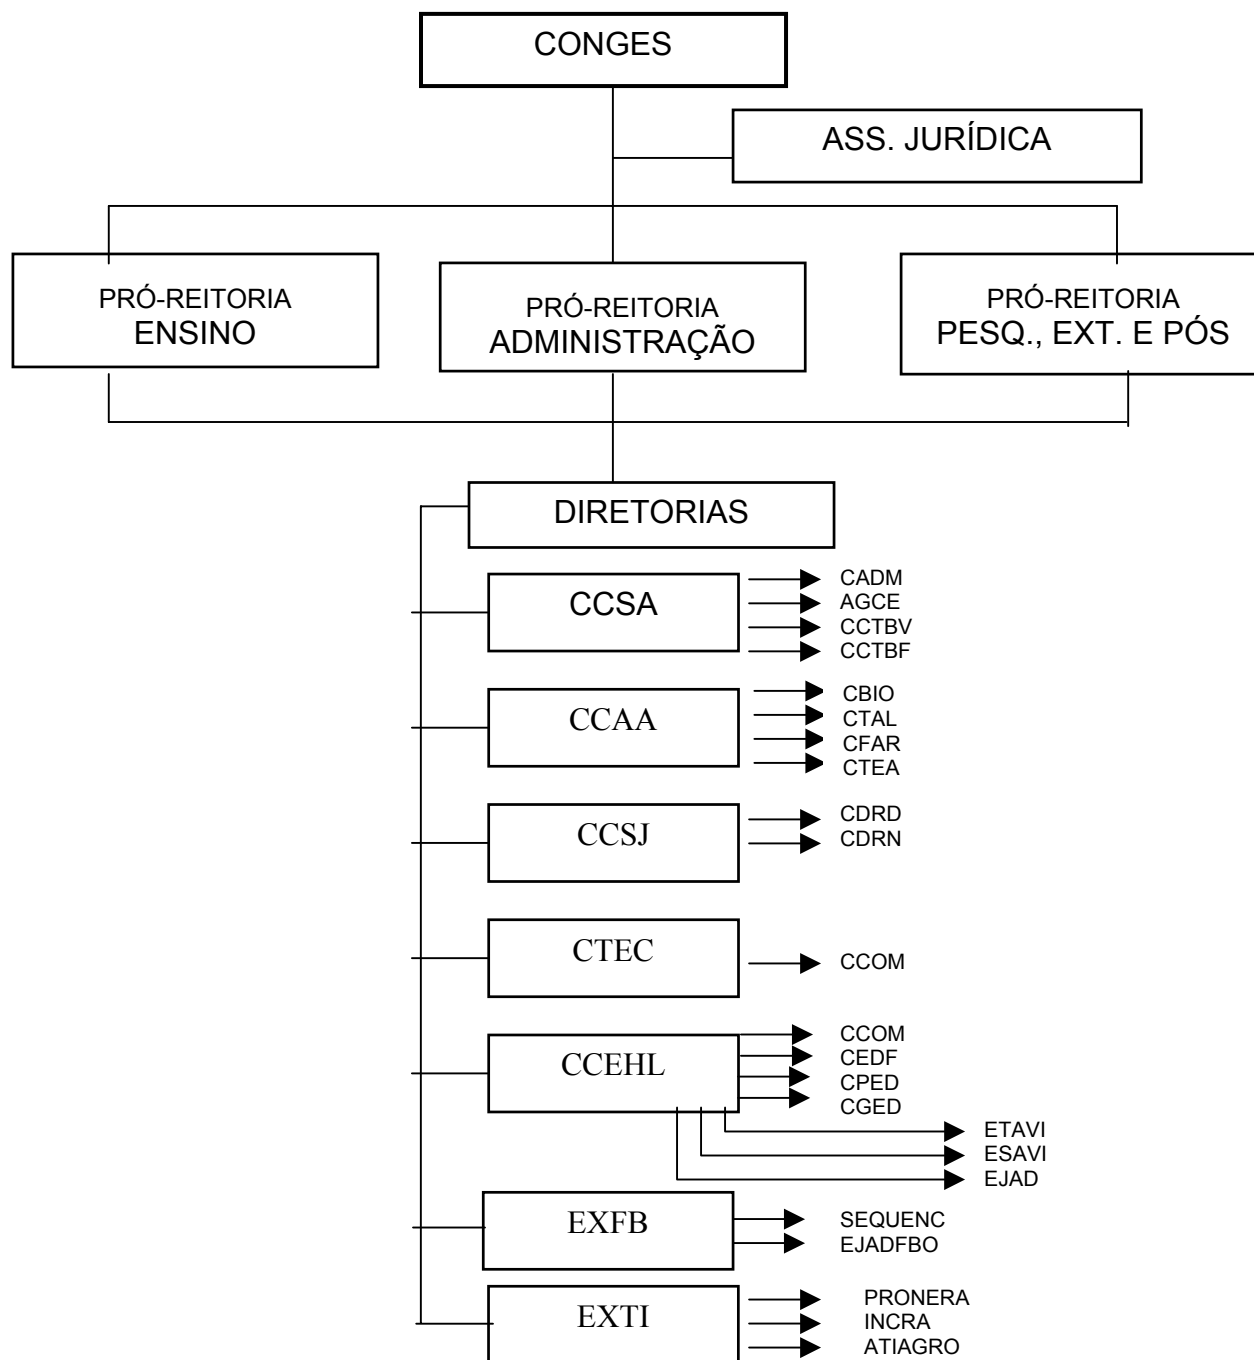 CONGES
ASS. JURÍDICA
PRÓ-REITORIA
ENSINO
PRÓ-REITORIA
ADMINISTRAÇÃO
PRÓ-REITORIA
PESQ., EXT. E PÓS
DIRETORIAS
CCSA
CADM
AGCE
CCTBV
CCTBF
CCAA
CBIO
CTAL
CFAR
CTEA
CCSJ
CDRD
CDRN
CTEC
CCOM
CCEHL
CCOM
CEDF
CPED
CGED
ETAVI
ESAVI
EJAD
EXFB
SEQUENC
EJADFBO
EXTI
PRONERA
INCRA
ATIAGRO